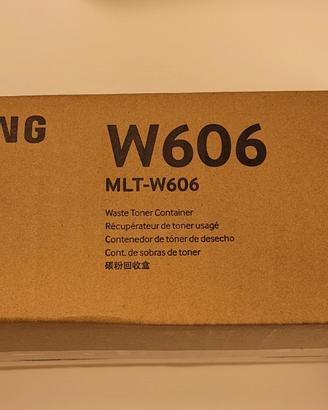 NG
W606
MLT-W606
Waste Toner Container
Récupérateur de toner usagé
Contenedor de tóner de desecho
Cont. de sobras de toner
碳粉回收盒